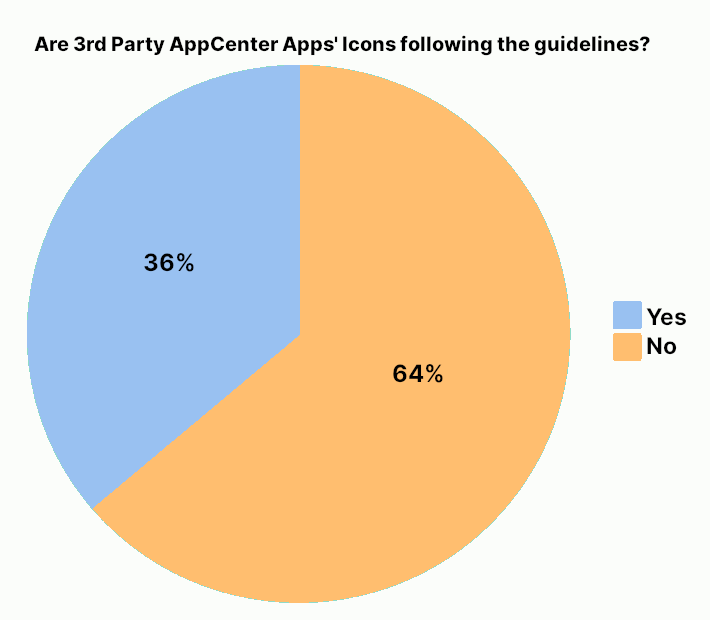 Are 3rd Party AppCenter Apps' Icons following the guidelines?
36%
64%
Yes
No